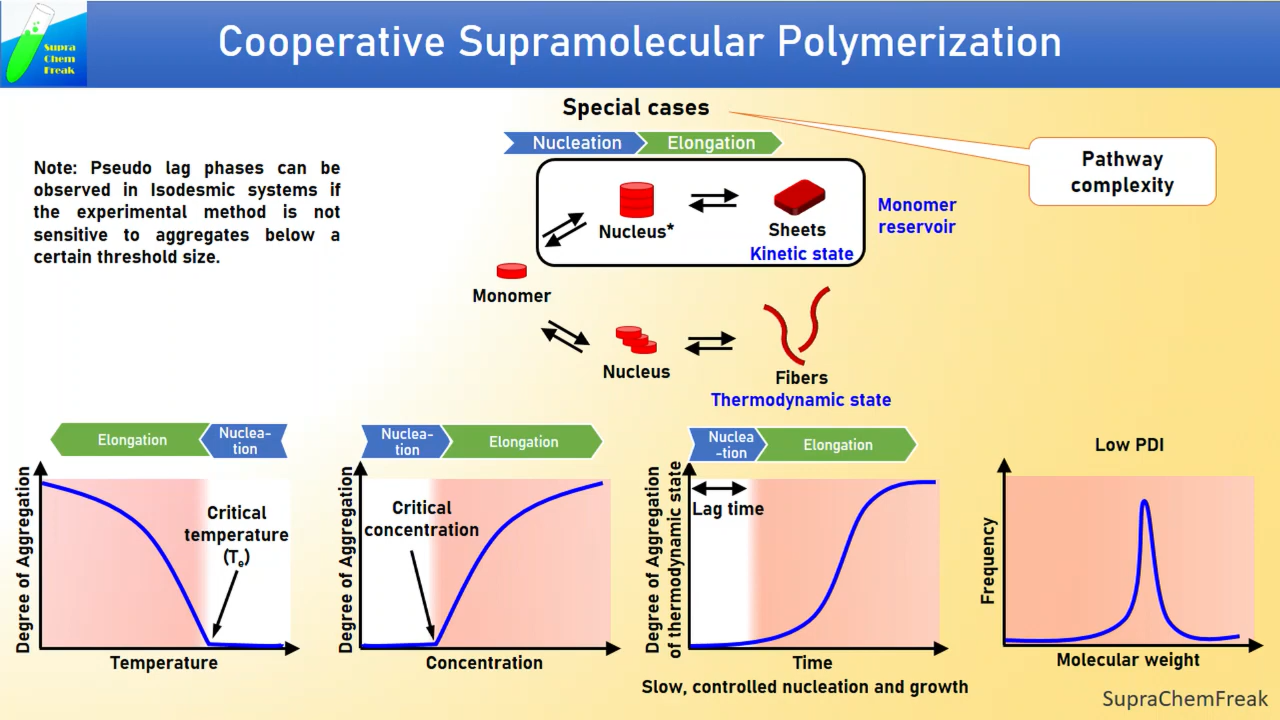 Supra
Chem
Freak
Cooperative Supramolecular Polymerization
Special cases
Nucleation
Elongation
Pathway
complexity
Note: Pseudo lag phases can be
observed in Isodesmic systems if
the experimental method is not
sensitive to aggregates below a
certain threshold size.
Nucleus*
Sheets
Kinetic state
Monomer
reservoir
Monomer
Nucleus
Fibers
Thermodynamic state
Elongation
Nuclea-
tion
Degree of Aggregation
Critical
temperature
(Te)
Temperature
Nuclea-
tion
Elongation
Degree of Aggregation
Critical
concentration
Concentration
Nuclea
-tion
Elongation
Degree of Aggregation
of thermodynamic state
Lag time
Time
Slow, controlled nucleation and growth
Low PDI
Frequency
Molecular weight
SupraChemFreak